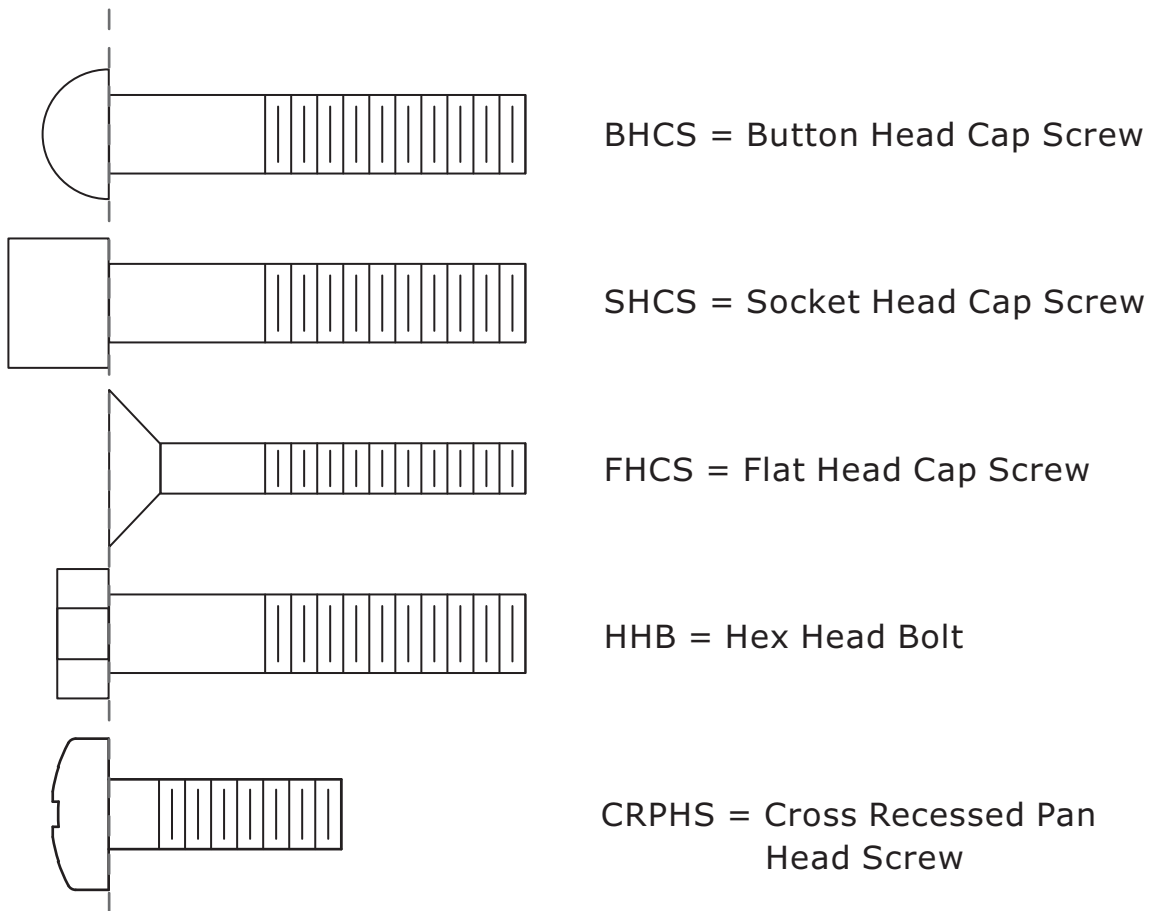 BHCS = Button Head Cap Screw
SHCS = Socket Head Cap Screw
FHCS = Flat Head Cap Screw
HHB = Hex Head Bolt
CRPHS = Cross Recessed Pan
Head Screw